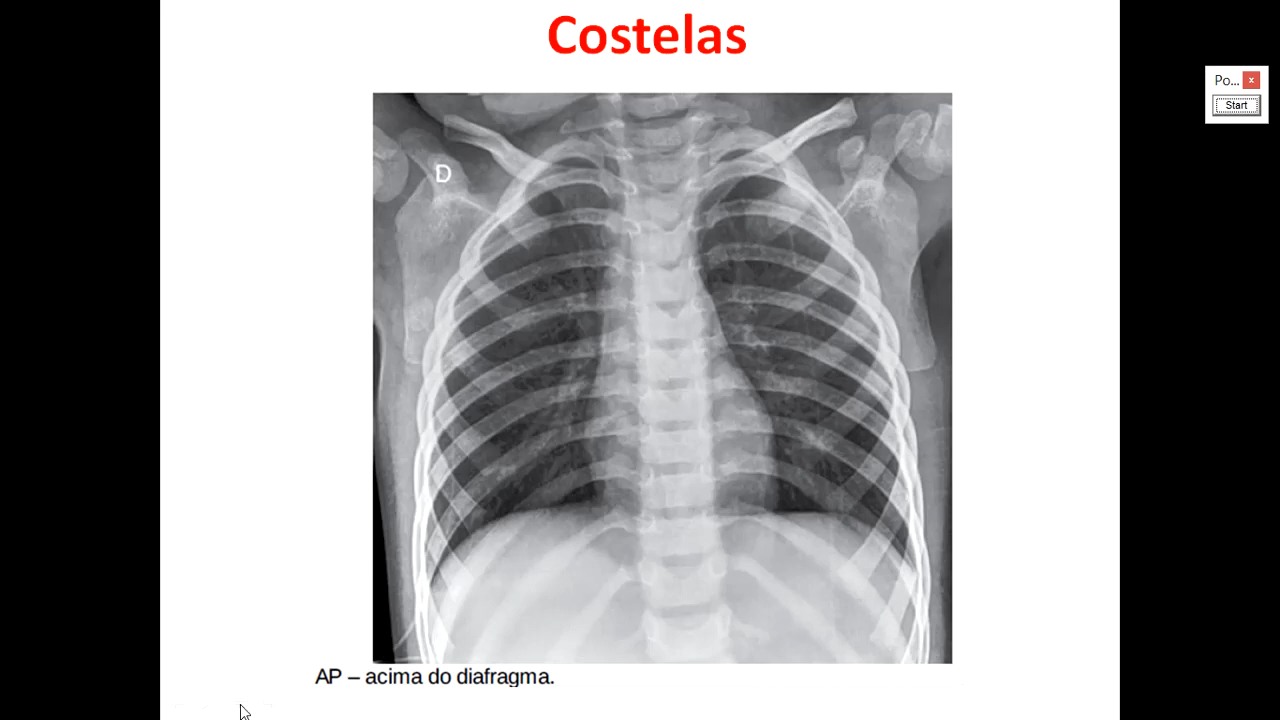 Costelas
Po...
x
Start
D
AP – acima do diafragma.